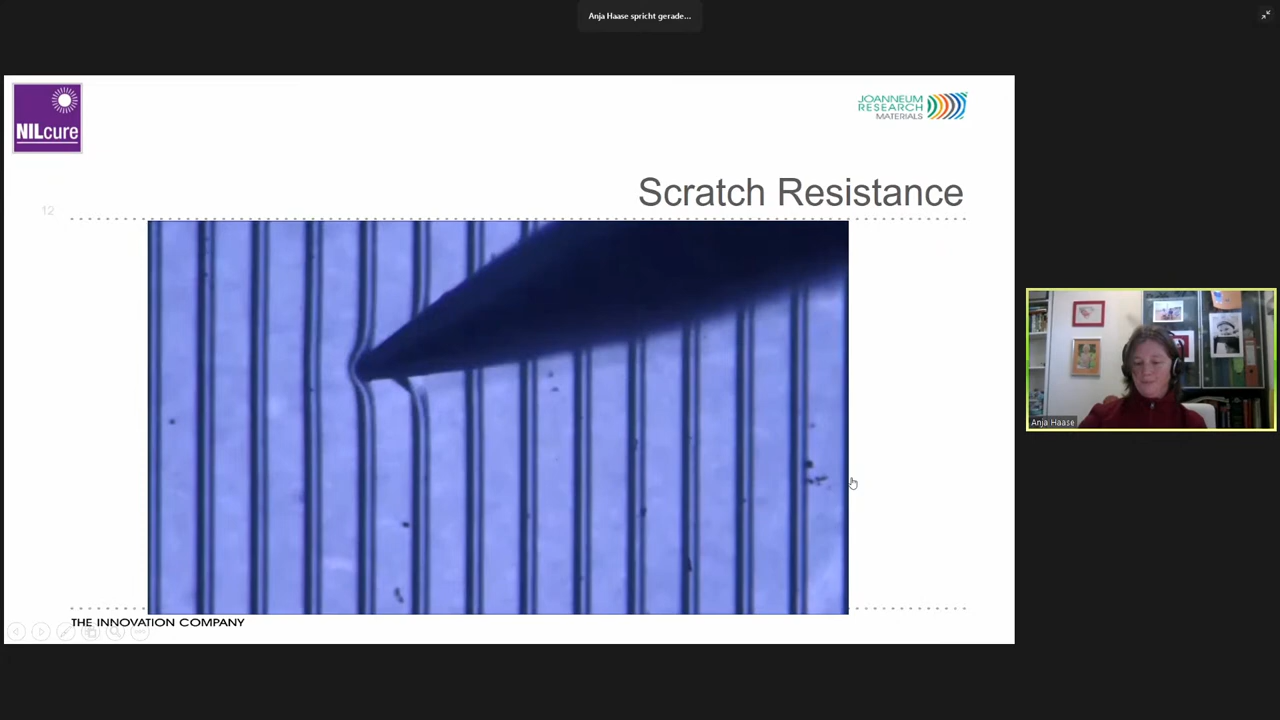 Anja Haase spricht gerade...
NILcure
JOANNEUM
RESEARCH
MATERIALS
Scratch Resistance
12
Anja Haase
THE INNOVATION COMPANY